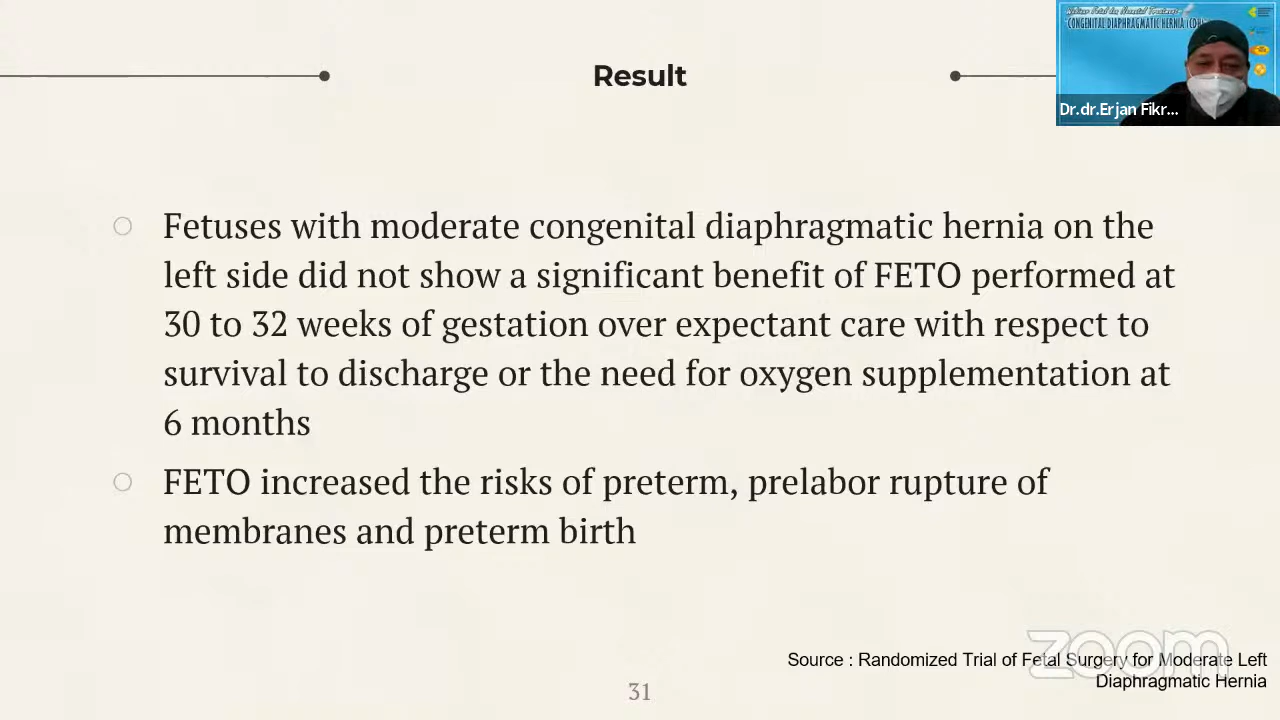 Result
"CONGENITAL DIAPHRAGMATIC HERNIA (CDH)
Dr.dr.Erjan Fikr...
○ Fetuses with moderate congenital diaphragmatic hernia on the
left side did not show a significant benefit of FETO performed at
30 to 32 weeks of gestation over expectant care with respect to
survival to discharge or the need for oxygen supplementation at
6 months
○ FETO increased the risks of preterm, prelabor rupture of
membranes and preterm birth
zoom
Source : Randomized Trial of Fetal Surgery for Moderate Left
Diaphragmatic Hernia
31